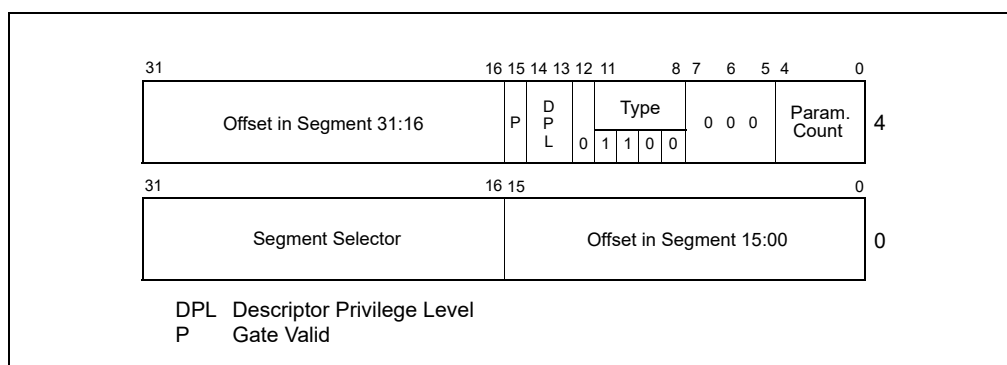 31 16 15 14 13 12 11 8 7 6 5 4 0
Offset in Segment 31:16 P D P L 0 Type 1 1 0 0 0 0 0 Param. Count 4
31 16 15 0
Segment Selector Offset in Segment 15:00 0
DPL Descriptor Privilege Level
P Gate Valid